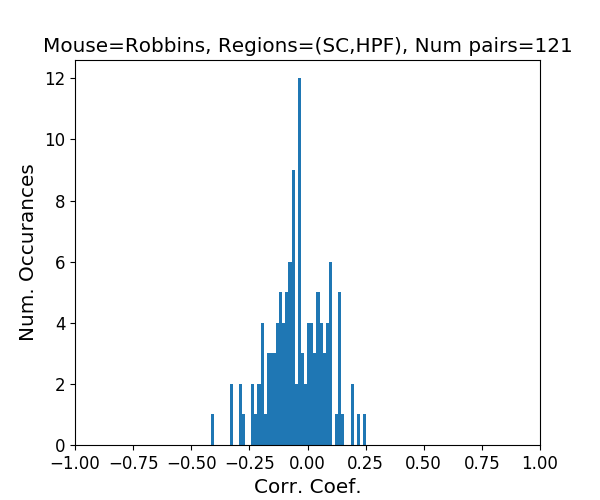 Mouse=Robbins, Regions=(SC,HPF), Num pairs=121
12
10
8
6
4
2
0
Num. Occurances
−1.00 −0.75 −0.50 −0.25 0.00 0.25 0.50 0.75 1.00
Corr. Coef.